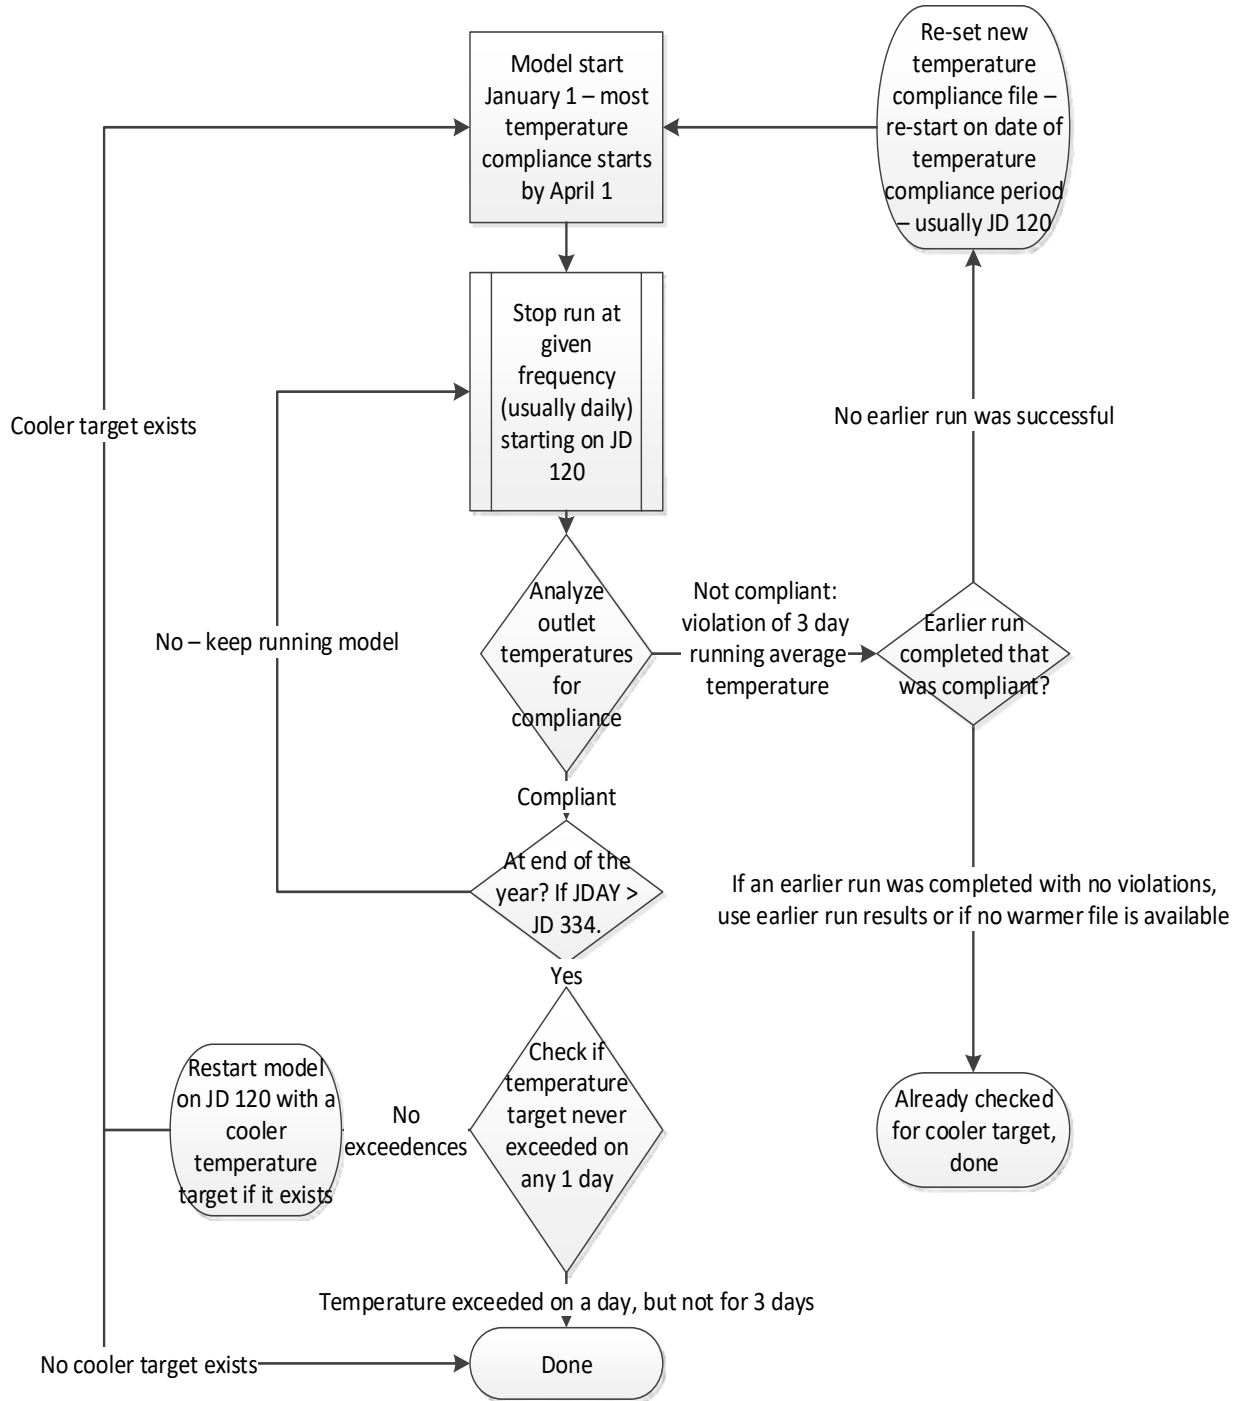 Model start
January 1 – most
temperature
compliance starts
by April 1
Re-set new
temperature
compliance file –
re-start on date of
temperature
compliance period
– usually JD 120
Stop run at
given
frequency
(usually daily)
starting on JD
120
Cooler target exists
No earlier run was successful
Analyze
outlet
temperatures
for
compliance
Not compliant:
violation of 3 day
running average
temperature
Earlier run
completed that
was compliant?
No – keep running model
Compliant
At end of the
year? If JDAY >
JD 334.
If an earlier run was completed with no violations,
use earlier run results or if no warmer file is available
Yes
Check if
temperature
target never
exceeded on
any 1 day
No
exceedences
Restart model
on JD 120 with a
cooler
temperature
target if it exists
Already checked
for cooler target,
done
Temperature exceeded on a day, but not for 3 days
No cooler target exists
Done